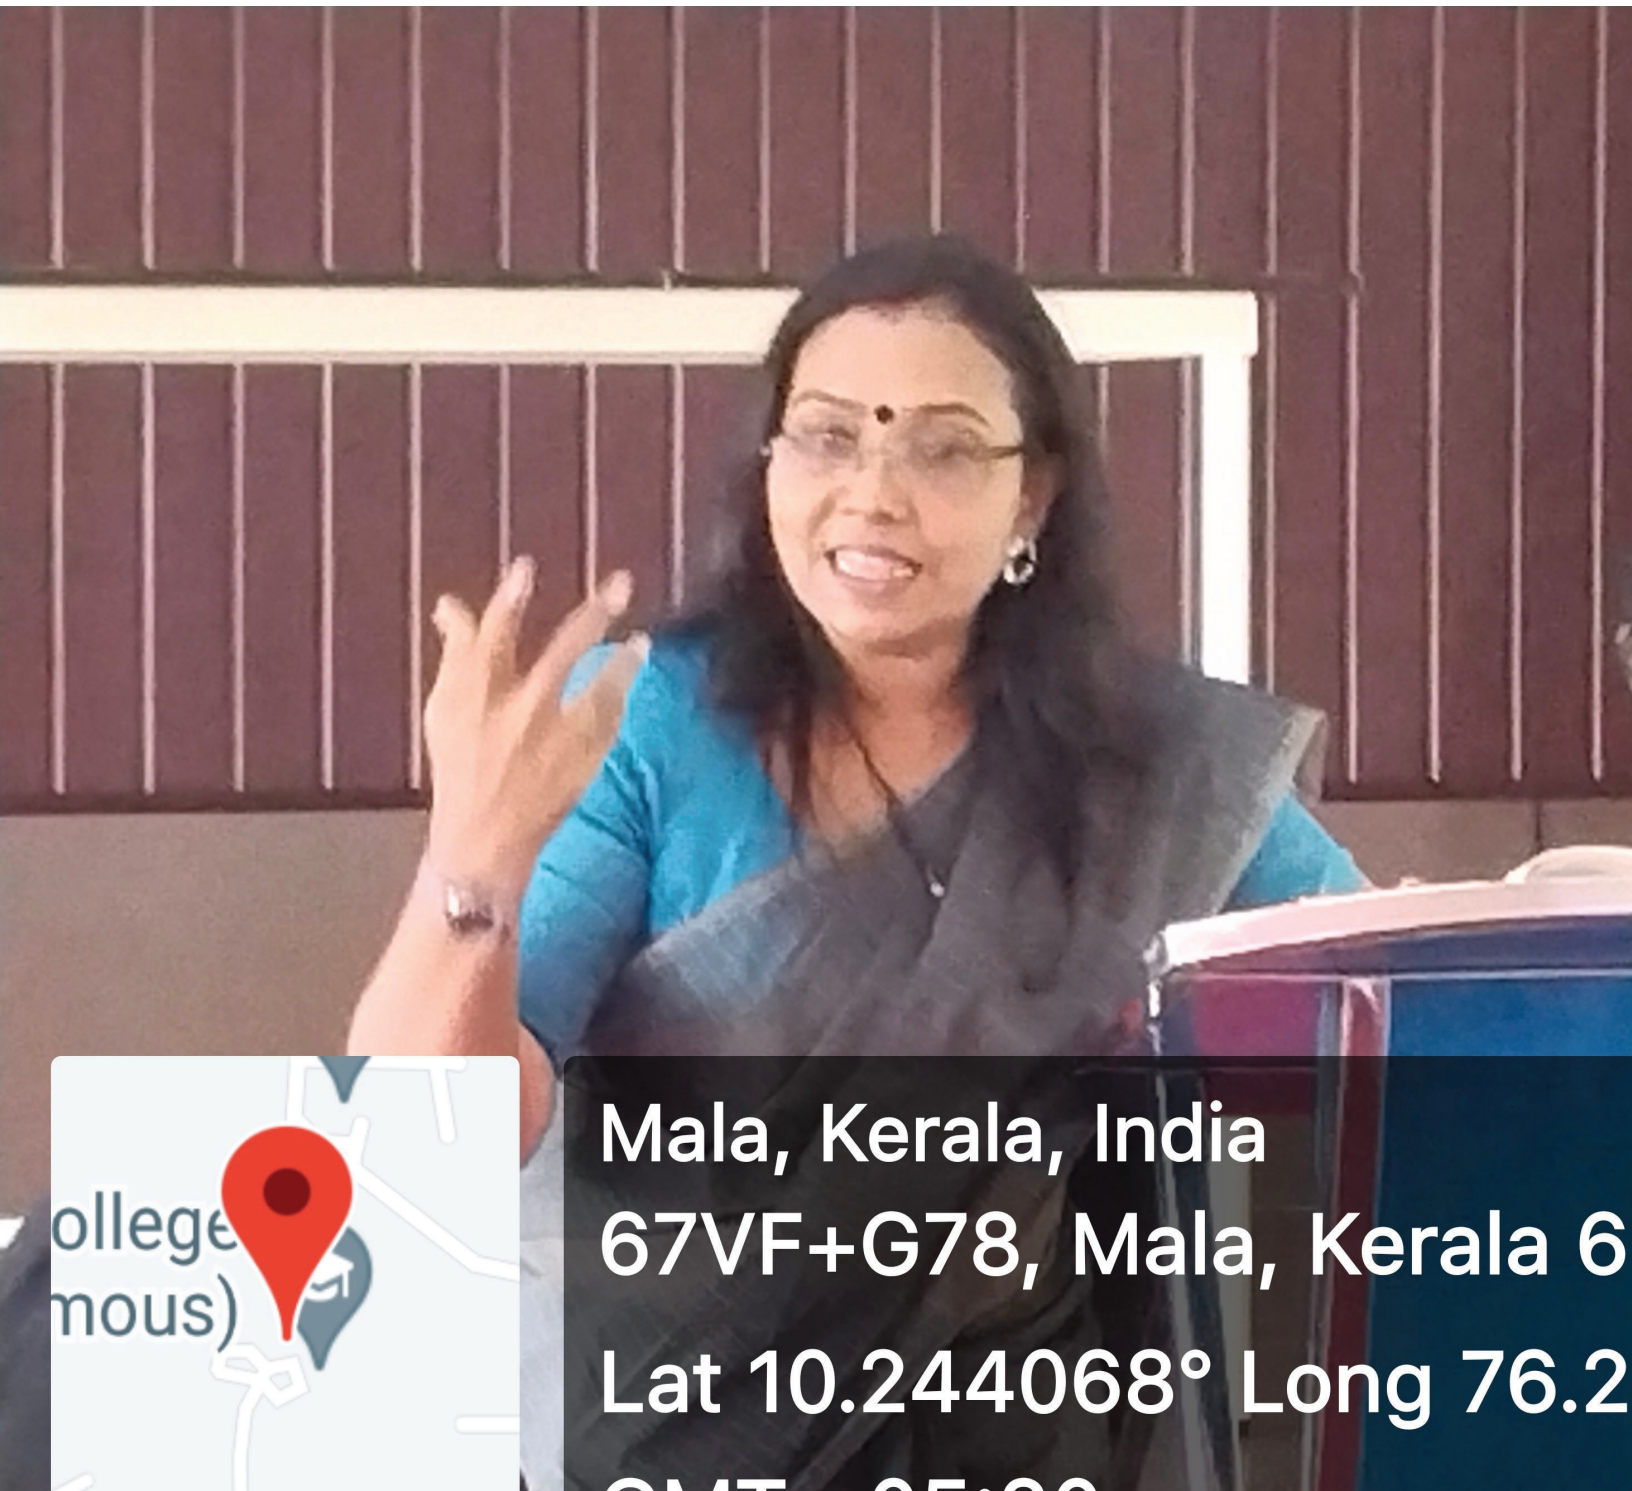 ollege
mous)
Mala, Kerala, India
67VF+G78, Mala, Kerala 6
Lat 10.244068° Long 76.2